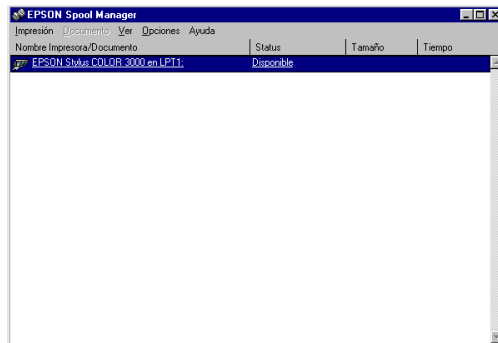 EPSON Spool Manager
Impresión Documento Ver Opciones Ayuda
Nombre Impresora/Documento Status Tamaño Tiempo
EPSON Stylus COLOR 3000 en LPT1: Disponible